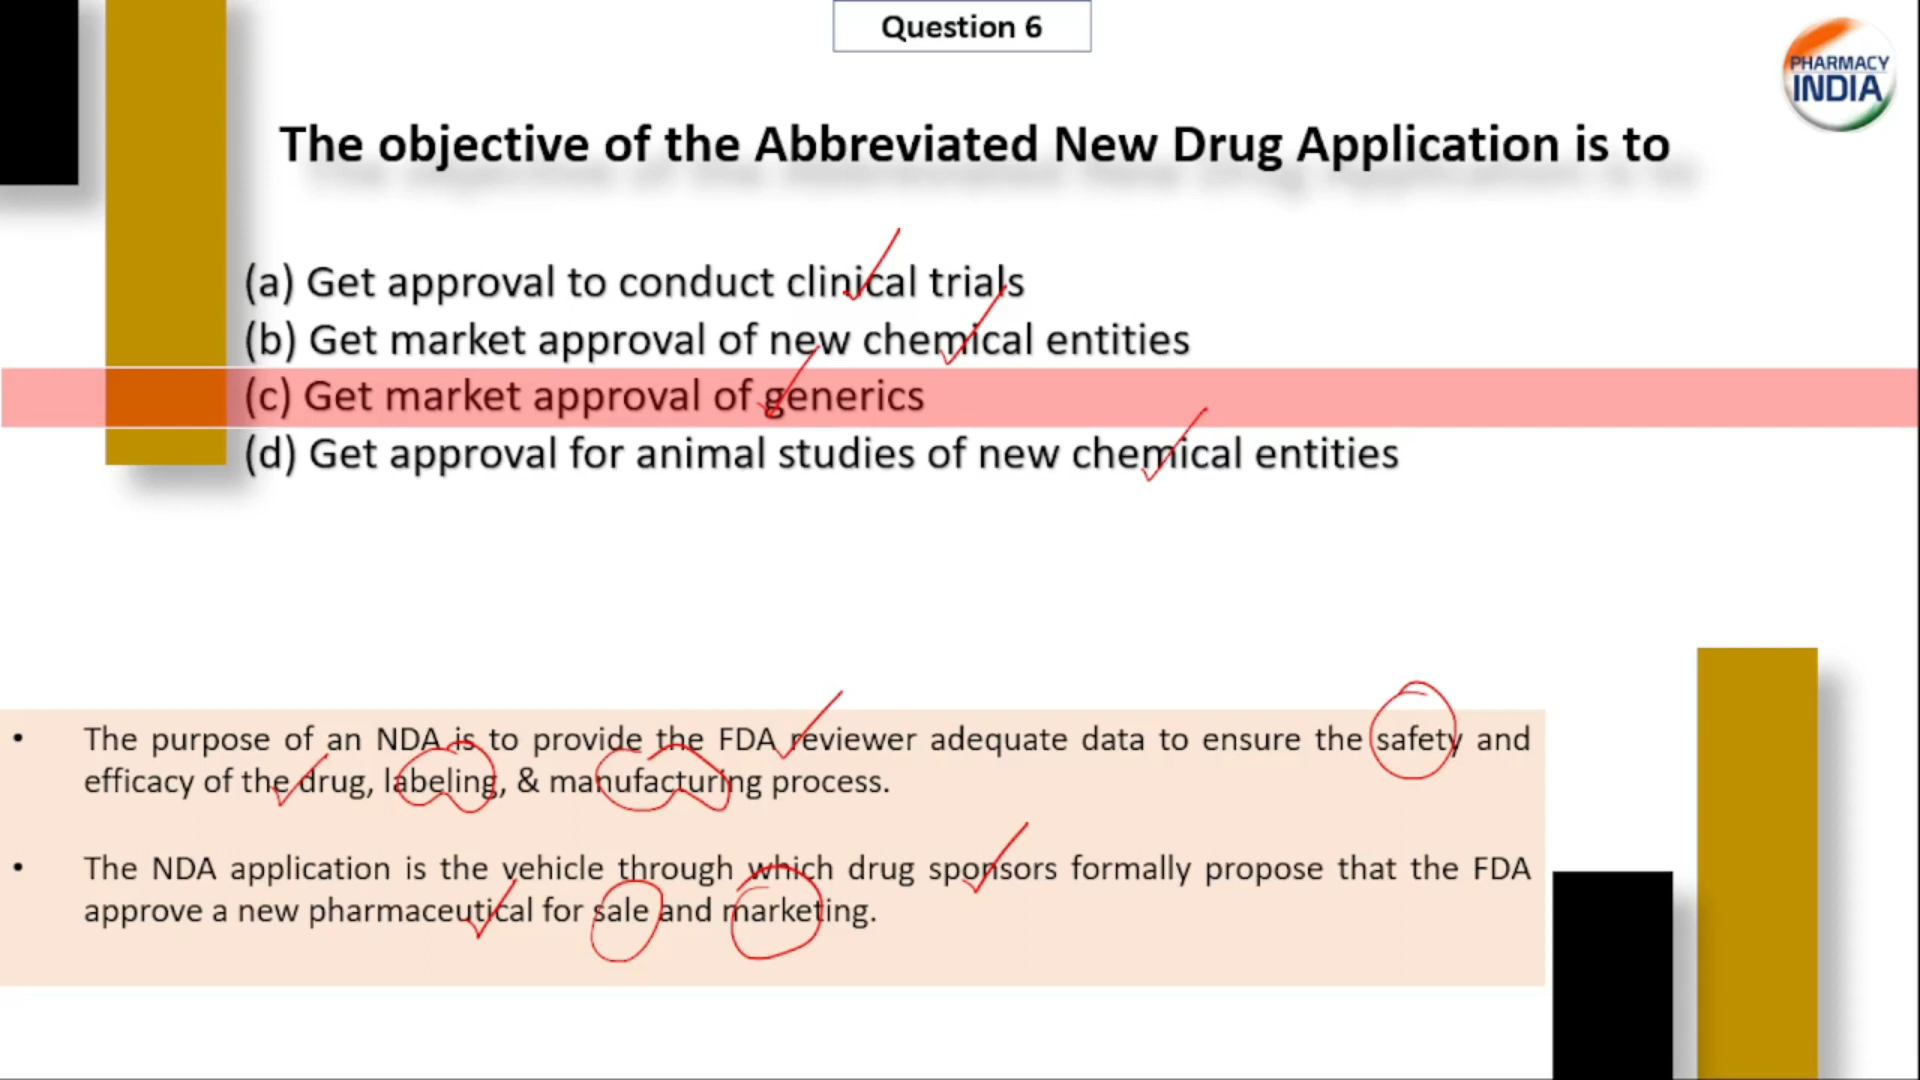 Question 6
PHARMACY
INDIA
The objective of the Abbreviated New Drug Application is to
(a) Get approval to conduct clinical trials
(b) Get market approval of new chemical entities
(c) Get market approval of generics
(d) Get approval for animal studies of new chemical entities
• The purpose of an NDA is to provide the FDA reviewer adequate data to ensure the safety and
efficacy of the drug, labeling, & manufacturing process.
• The NDA application is the vehicle through which drug sponsors formally propose that the FDA
approve a new pharmaceutical for sale and marketing.